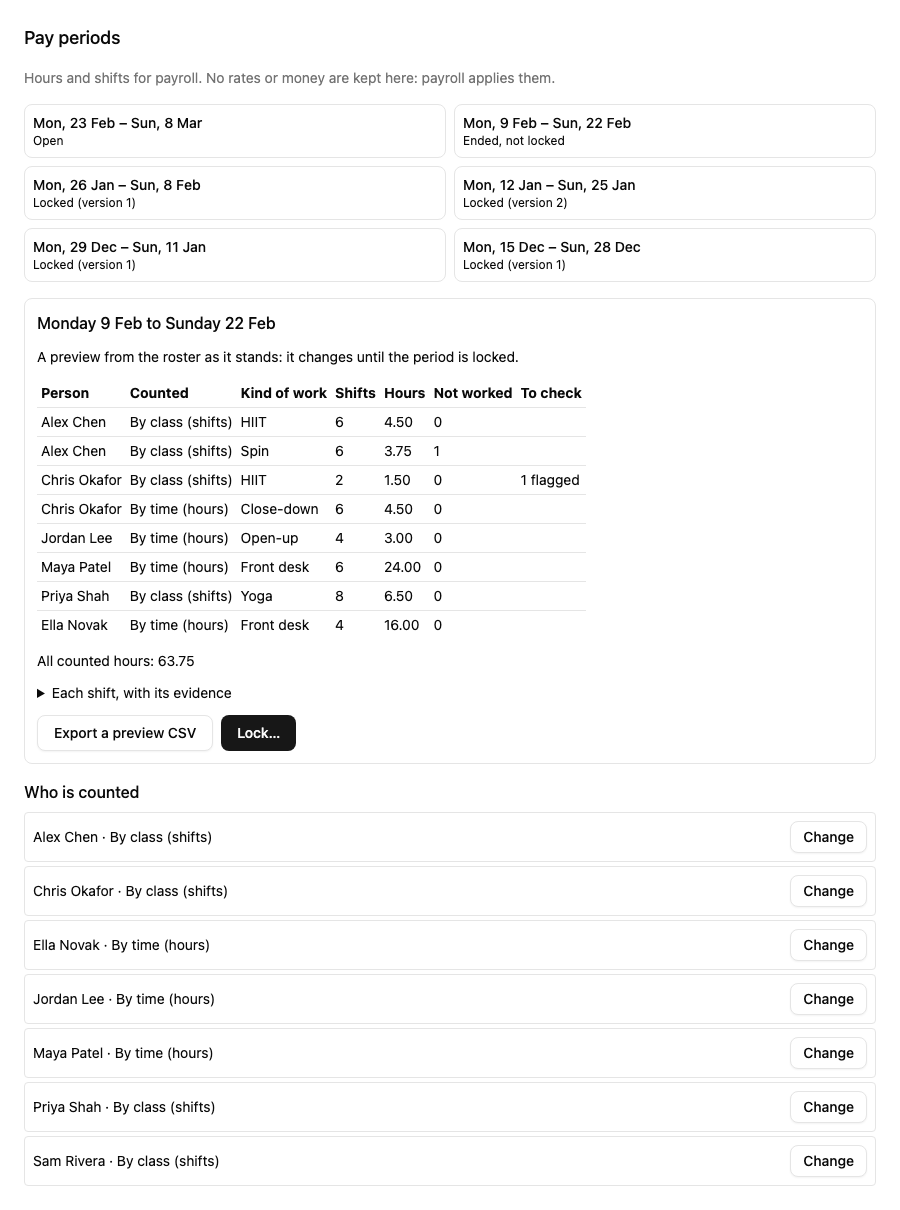 Pay periods
Hours and shifts for payroll. No rates or money are kept here: payroll applies them.
Mon, 23 Feb – Sun, 8 Mar
Open
Mon, 9 Feb – Sun, 22 Feb
Ended, not locked
Mon, 26 Jan – Sun, 8 Feb
Locked (version 1)
Mon, 12 Jan – Sun, 25 Jan
Locked (version 2)
Mon, 29 Dec – Sun, 11 Jan
Locked (version 1)
Mon, 15 Dec – Sun, 28 Dec
Locked (version 1)
Monday 9 Feb to Sunday 22 Feb
A preview from the roster as it stands: it changes until the period is locked.
Person Counted Kind of work Shifts Hours Not worked To check
Alex Chen By class (shifts) HIIT 6 4.50 0
Alex Chen By class (shifts) Spin 6 3.75 1
Chris Okafor By class (shifts) HIIT 2 1.50 0 1 flagged
Chris Okafor By time (hours) Close-down 6 4.50 0
Jordan Lee By time (hours) Open-up 4 3.00 0
Maya Patel By time (hours) Front desk 6 24.00 0
Priya Shah By class (shifts) Yoga 8 6.50 0
Ella Novak By time (hours) Front desk 4 16.00 0
All counted hours: 63.75
Each shift, with its evidence
Export a preview CSV Lock...
Who is counted
Alex Chen · By class (shifts) Change
Chris Okafor · By class (shifts) Change
Ella Novak · By time (hours) Change
Jordan Lee · By time (hours) Change
Maya Patel · By time (hours) Change
Priya Shah · By class (shifts) Change
Sam Rivera · By class (shifts) Change